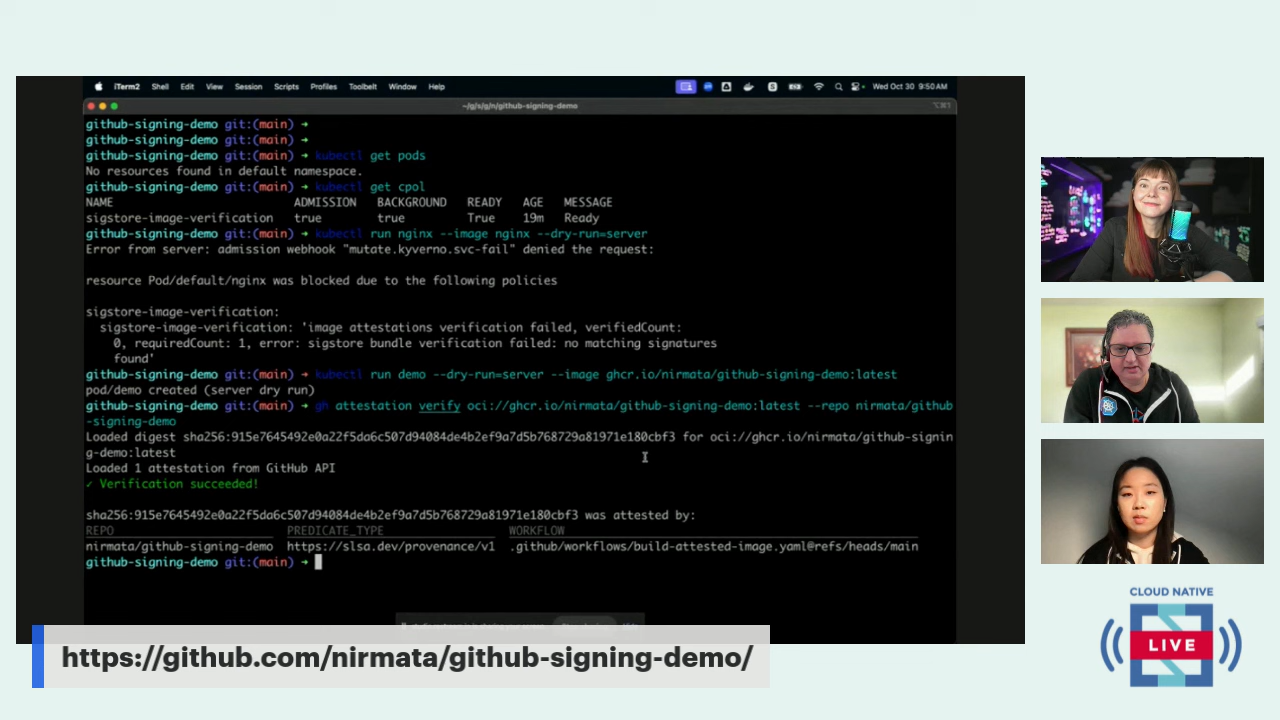 iTerm2 Shell Edit View Session Scripts Profiles Toolbelt Window Help Wed Oct 30 9:50 AM
~/g/s/g/n/github-signing-demo
github-signing-demo git:(main) ➜
github-signing-demo git:(main) ➜
github-signing-demo git:(main) ➜ kubectl get pods
No resources found in default namespace.
github-signing-demo git:(main) ➜ kubectl get cpol
NAME ADMISSION BACKGROUND READY AGE MESSAGE
sigstore-image-verification true true True 19m Ready
github-signing-demo git:(main) ➜ kubectl run nginx --image nginx --dry-run=server
Error from server: admission webhook "mutate.kyverno.svc-fail" denied the request:
resource Pod/default/nginx was blocked due to the following policies
sigstore-image-verification:
sigstore-image-verification: 'image attestations verification failed, verifiedCount:
0, requiredCount: 1, error: sigstore bundle verification failed: no matching signatures
found'
github-signing-demo git:(main) ➜ kubectl run demo --dry-run=server --image ghcr.io/nirmata/github-signing-demo:latest
pod/demo created (server dry run)
github-signing-demo git:(main) ➜ gh attestation verify oci://ghcr.io/nirmata/github-signing-demo:latest --repo nirmata/github
-signing-demo
Loaded digest sha256:915e7645492e0a22f5da6c507d94084de4b2ef9a7d5b768729a81971e180cbf3 for oci://ghcr.io/nirmata/github-signin
g-demo:latest
Loaded 1 attestation from GitHub API
✓ Verification succeeded!
sha256:915e7645492e0a22f5da6c507d94084de4b2ef9a7d5b768729a81971e180cbf3 was attested by:
REPO PREDICATE_TYPE WORKFLOW
nirmata/github-signing-demo https://slsa.dev/provenance/v1 .github/workflows/build-attested-image.yaml@refs/heads/main
github-signing-demo git:(main) ➜
https://github.com/nirmata/github-signing-demo/
CLOUD NATIVE
LIVE